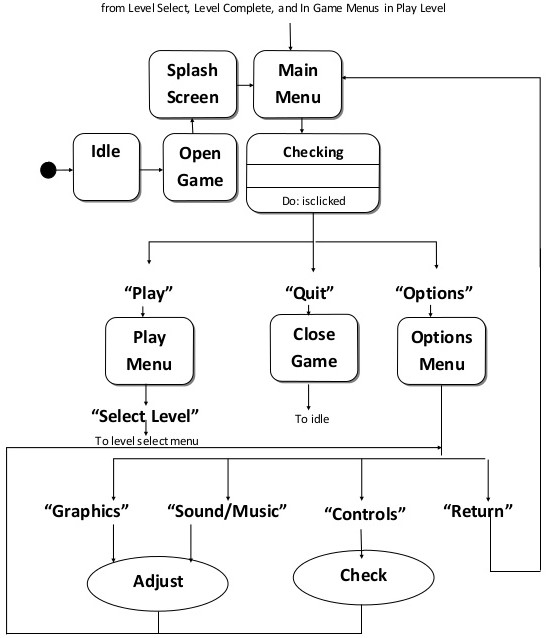 from Level Select, Level Complete, and In Game Menus in Play Level
Splash
Screen
Main
Menu
Idle
Open
Game
Checking
Do: isclicked
“Play”
“Quit”
“Options”
Play
Menu
Close
Game
Options
Menu
“Select Level”
To idle
To level select menu
“Graphics”
“Sound/Music”
“Controls”
“Return”
Adjust
Check